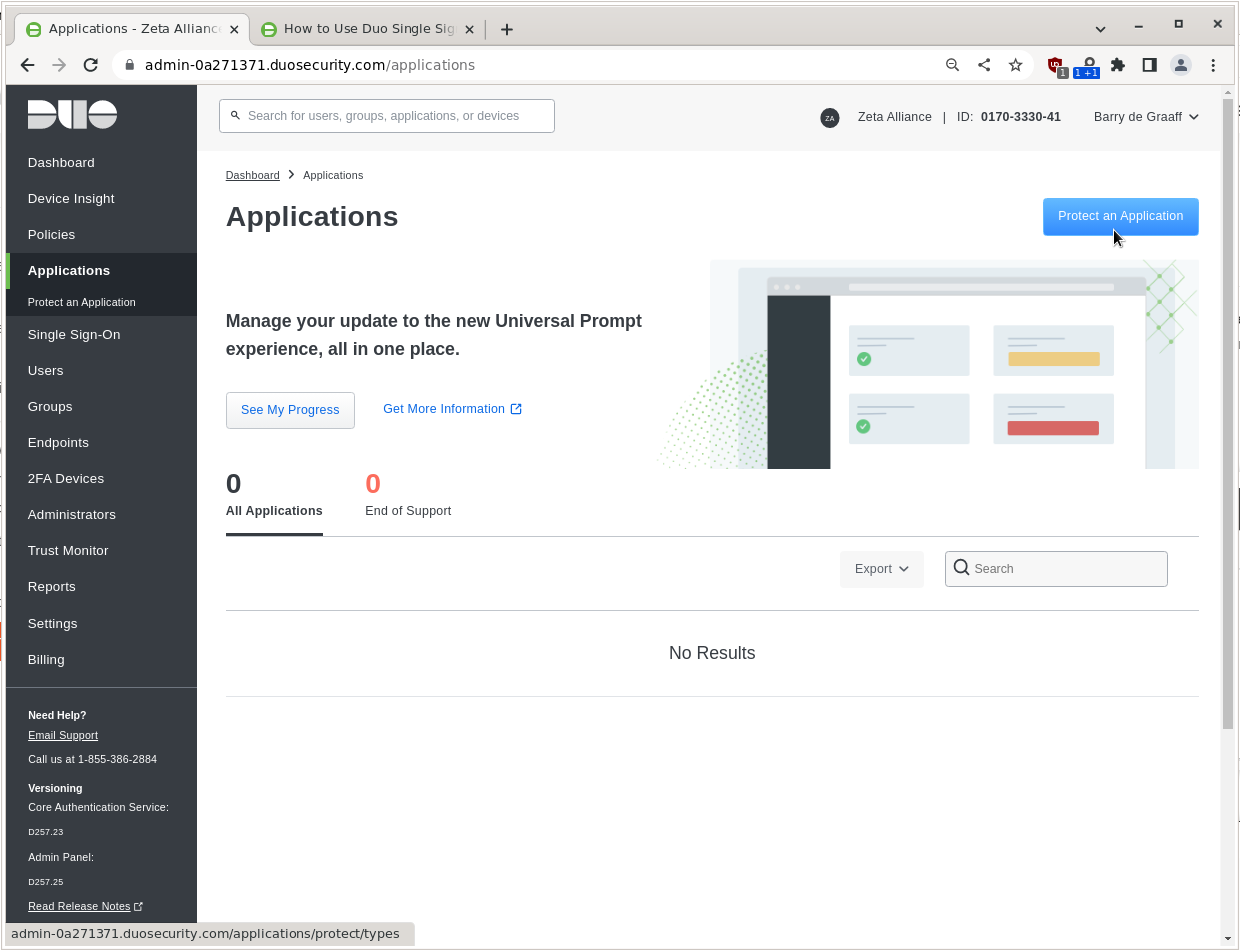 Applications - Zeta Alliance
How to Use Duo Single Sig
admin-0a271371.duosecurity.com/applications
1
1 +1
DUO
Search for users, groups, applications, or devices
ZA
Zeta Alliance | ID: 0170-3330-41
Barry de Graaff
Dashboard
Device Insight
Policies
Applications
Protect an Application
Single Sign-On
Users
Groups
Endpoints
2FA Devices
Administrators
Trust Monitor
Reports
Settings
Billing
Need Help?
Email Support
Call us at 1-855-386-2884
Versioning
Core Authentication Service:
D257.23
Admin Panel:
D257.25
Read Release Notes
Dashboard > Applications
Applications
Protect an Application
Manage your update to the new Universal Prompt
experience, all in one place.
See My Progress
Get More Information
0
All Applications
0
End of Support
Export
Search
No Results
admin-0a271371.duosecurity.com/applications/protect/types